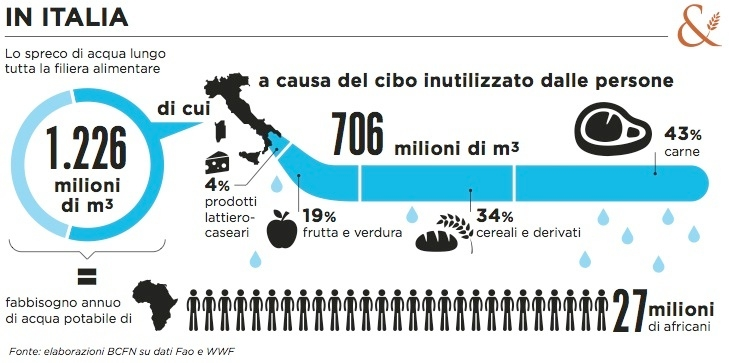 IN ITALIA
&
Lo spreco di acqua lungo
tutta la filiera alimentare
1.226
milioni
di m³
di cui
a causa del cibo inutilizzato dalle persone
706 milioni di m³
4%
prodotti
lattiero-
caseari
19%
frutta e verdura
34%
cereali e derivati
43%
carne
=
fabbisogno annuo
di acqua potabile di
27 milioni
di africani
Fonte: elaborazioni BCFN su dati Fao e WWF